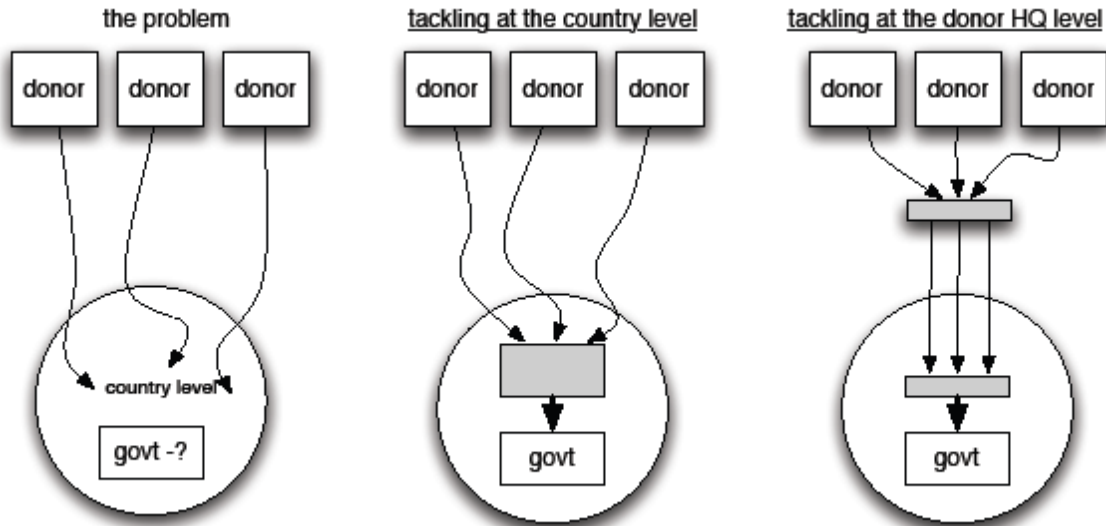 the problem
tackling at the country level
tackling at the donor HQ level
donor
donor
donor
donor
donor
donor
donor
donor
donor
country level
govt -?
govt
govt